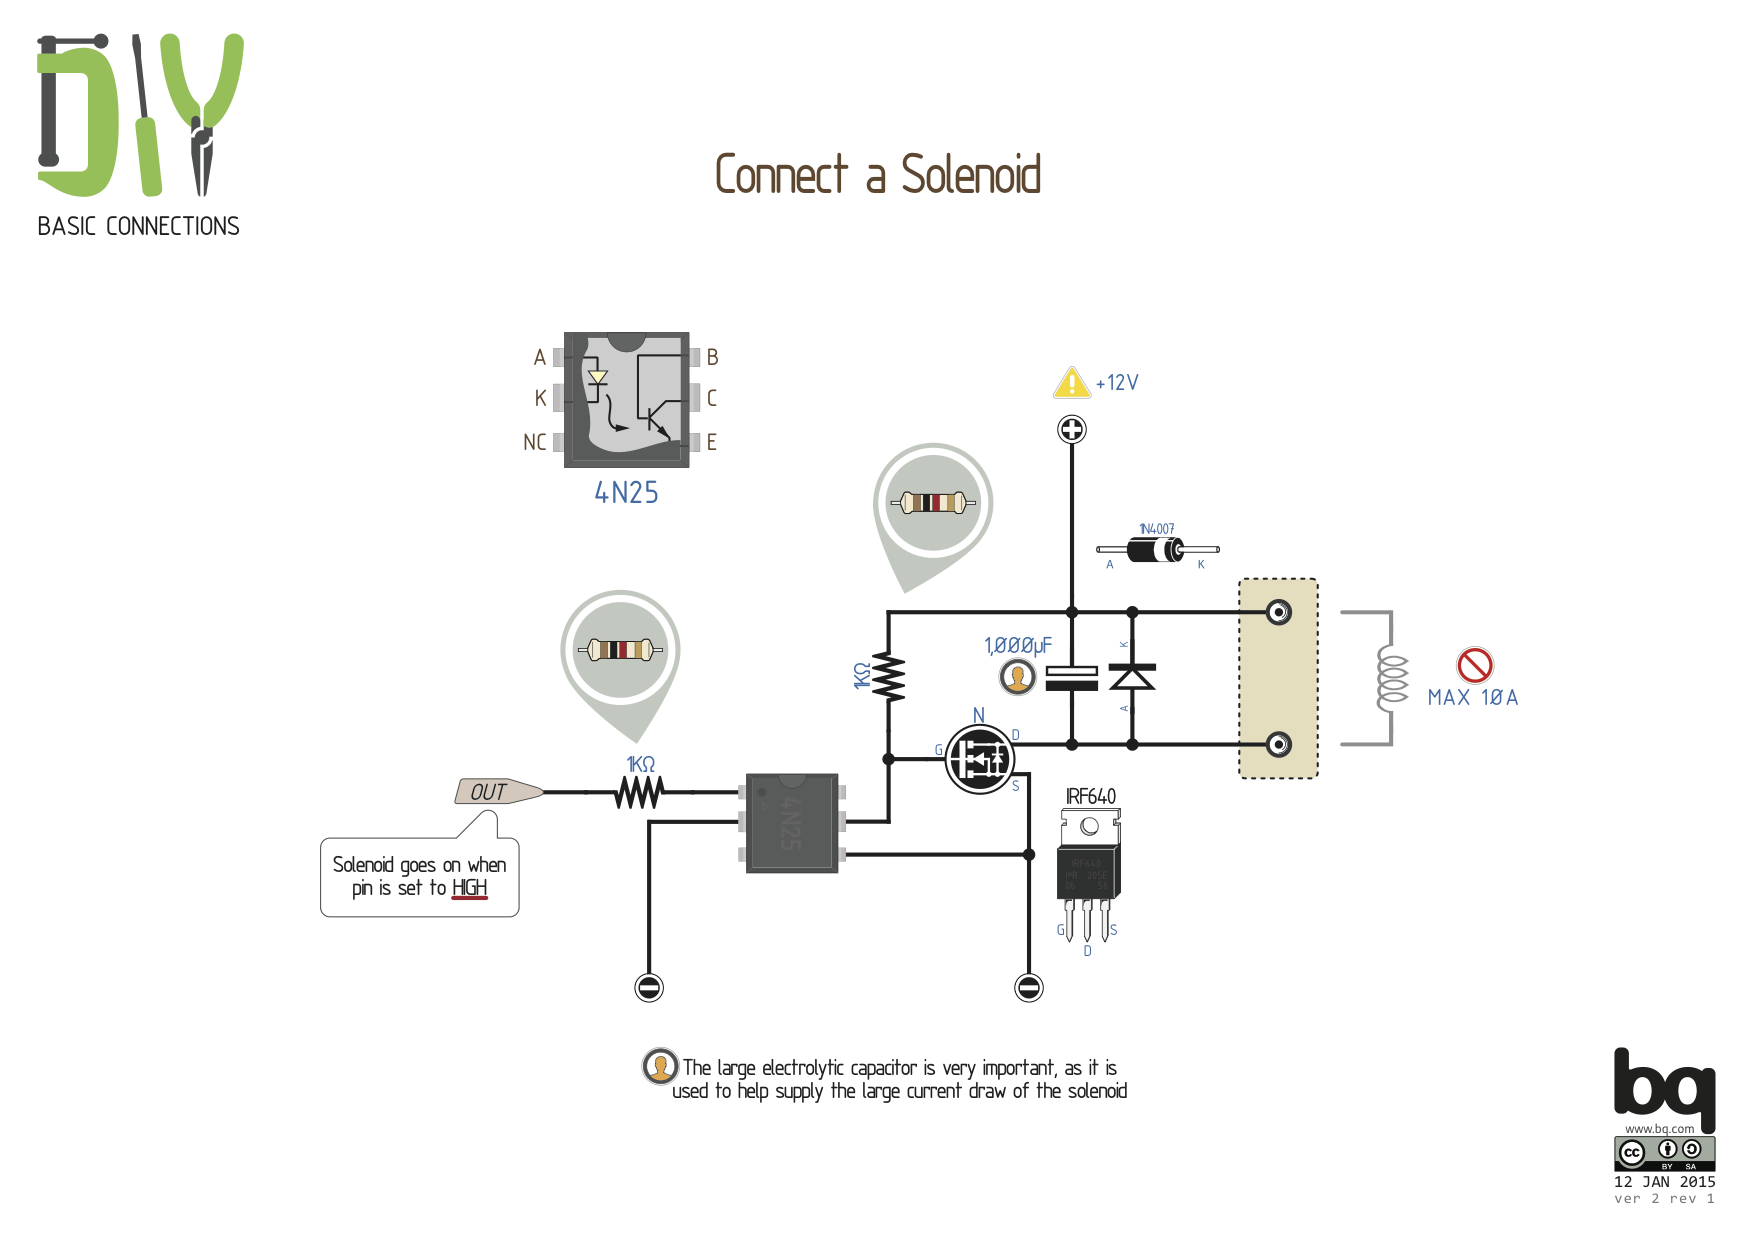 DIY
BASIC CONNECTIONS
Connect a Solenoid
A
B
K
C
NC
E
4N25
+12V
1N4007
A
K
1KΩ
1,000µF
K
A
MAX 10A
N
G
D
S
1KΩ
OUT
4N25
Solenoid goes on when
pin is set to HIGH
IRF640
IRF640
G
D
S
The large electrolytic capacitor is very important, as it is
used to help supply the large current draw of the solenoid
bq
www.bq.com
cc
BY SA
12 JAN 2015
ver 2 rev 1